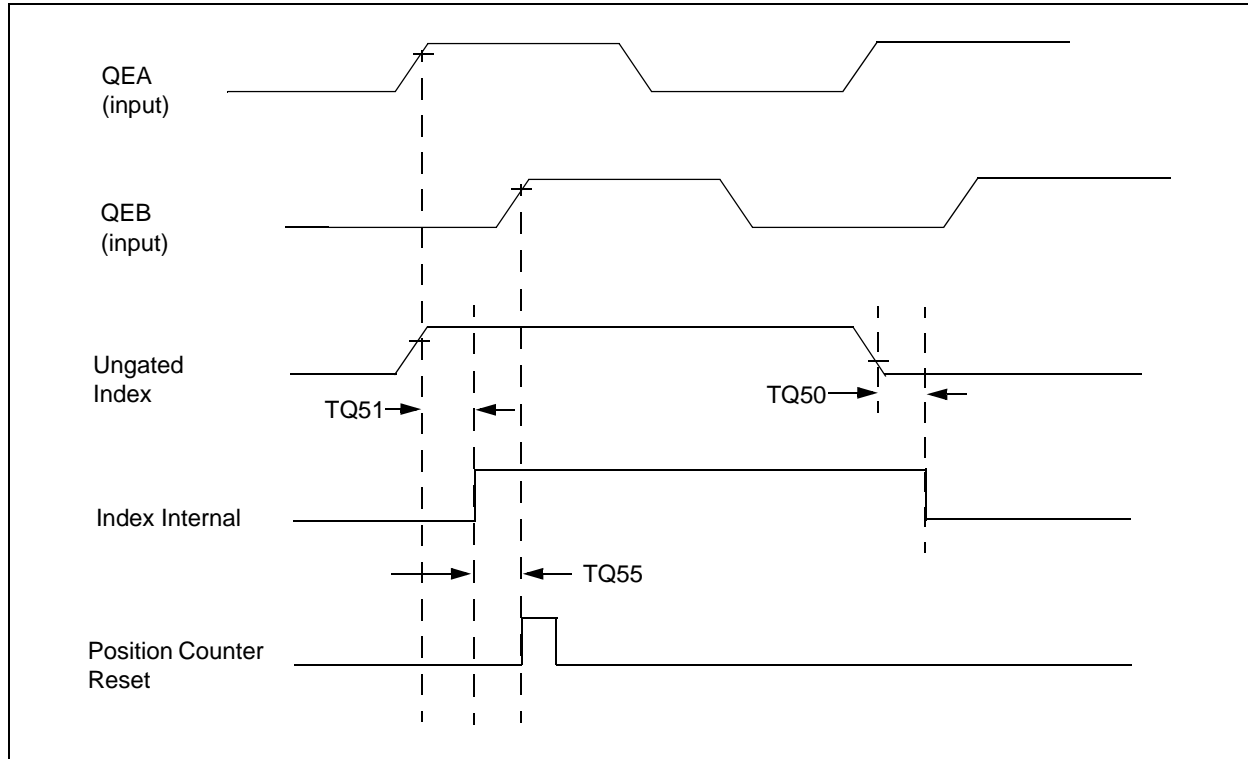 QEA
(input)
QEB
(input)
Ungated
Index
TQ51
TQ50
Index Internal
TQ55
Position Counter
Reset